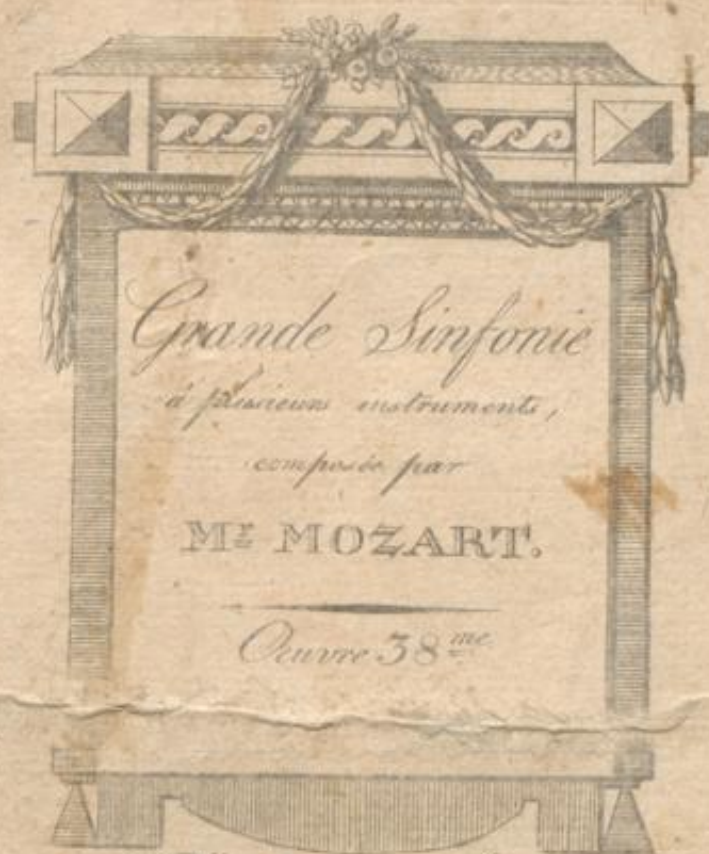 Grande Sinfonie
à plusieurs instruments,
composée par
Mr MOZART.
Oeuvre 38me